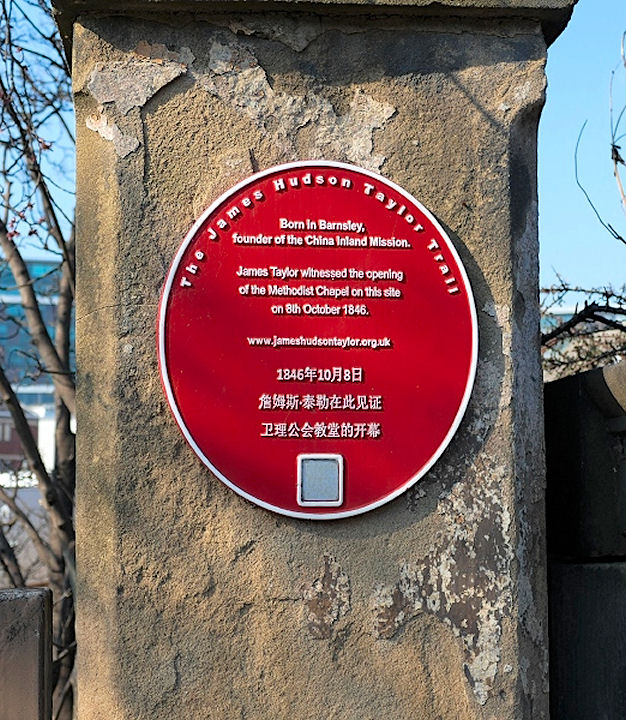 The James Hudson Taylor Trail
Born in Barnsley,
founder of the China Inland Mission.
James Taylor witnessed the opening
of the Methodist Chapel on this site
on 8th October 1846.
www.jameshudsontaylor.org.uk
1846年10月8日
詹姆斯·泰勒在此见证
卫理公会教堂的开幕